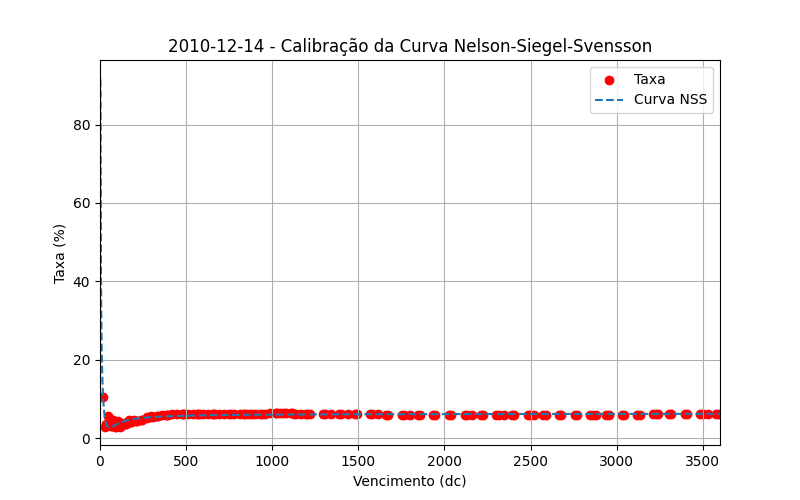 2010-12-14 - Calibração da Curva Nelson-Siegel-Svensson
Taxa
Curva NSS
Taxa (%)
80
60
40
20
0
0 500 1000 1500 2000 2500 3000 3500
Vencimento (dc)